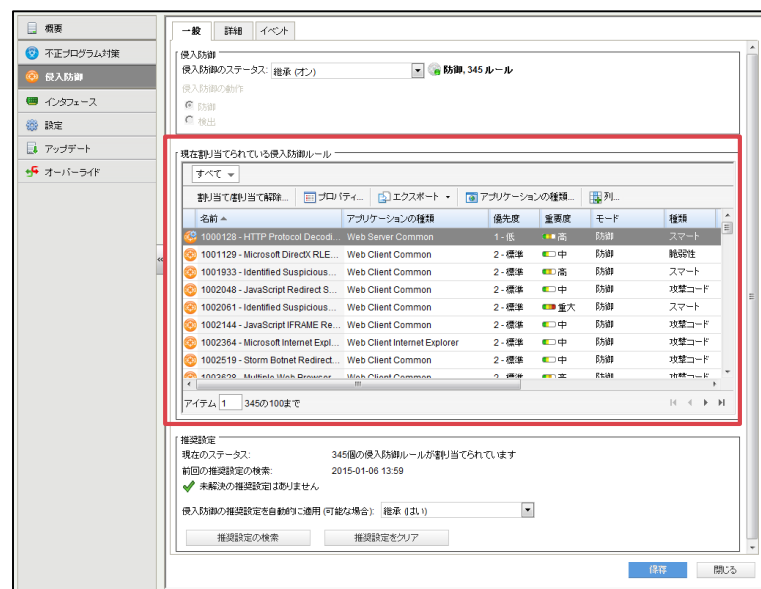 概要
不正プログラム対策
侵入防御
インタフェース
設定
アップデート
オーバーライド
一般 詳細 イベント
侵入防御
侵入防御のステータス: 継承 (オン) 防御, 345 ルール
侵入防御の動作
防御
検出
現在割り当てられている侵入防御ルール
すべて
割り当て/割り当て解除... プロパティ... エクスポート アプリケーションの種類... 列...
名前 アプリケーションの種類 優先度 重要度 モード 種類
1000128 - HTTP Protocol Decodi... Web Server Common 1 - 低 高 防御 スマート
1001129 - Microsoft DirectX RLE... Web Client Common 2 - 標準 中 防御 脆弱性
1001933 - Identified Suspicious... Web Client Common 2 - 標準 高 防御 スマート
1002048 - JavaScript Redirect S... Web Client Common 2 - 標準 中 防御 攻撃コード
1002061 - Identified Suspicious... Web Client Common 2 - 標準 重大 防御 スマート
1002144 - JavaScript IFRAME Re... Web Client Common 2 - 標準 中 防御 攻撃コード
1002364 - Microsoft Internet Expl... Web Client Internet Explorer 2 - 標準 中 防御 攻撃コード
1002519 - Storm Botnet Redirect... Web Client Common 2 - 標準 中 防御 攻撃コード
1003628 - Multiple Web Browser... Web Client Common 2 - 標準 高 防御 攻撃コード
アイテム 1 345の100まで
推奨設定
現在のステータス: 345個の侵入防御ルールが割り当てられています
前回の推奨設定の検索: 2015-01-06 13:59
未解決の推奨設定はありません
侵入防御の推奨設定を自動的に適用 (可能な場合): 継承 (はい)
推奨設定の検索 推奨設定をクリア
保存 閉じる